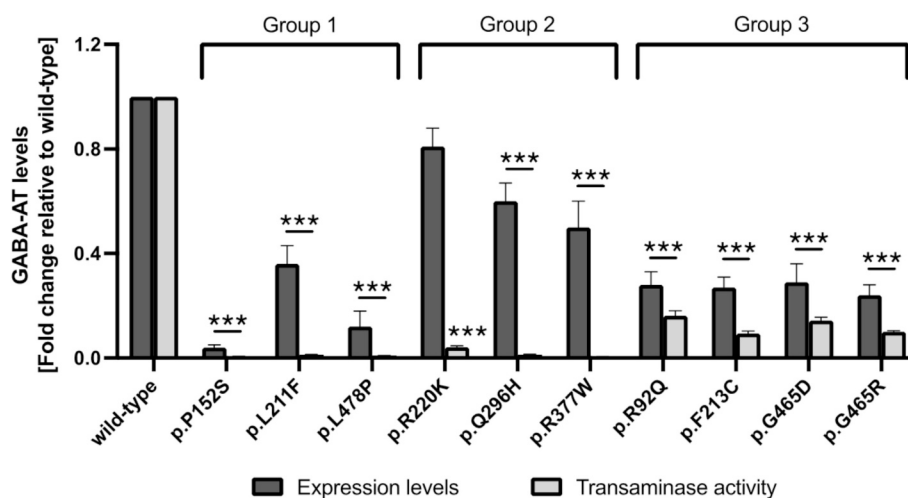 Group 1 Group 2 Group 3
GABA-AT levels
[Fold change relative to wild-type]
1.2
0.8
0.4
0.0
*** *** *** *** *** *** *** *** *** ***
wild-type p.P152S p.L211F p.L478P p.R220K p.Q296H p.R377W p.R92Q p.F213C p.G465D p.G465R
Expression levels Transaminase activity